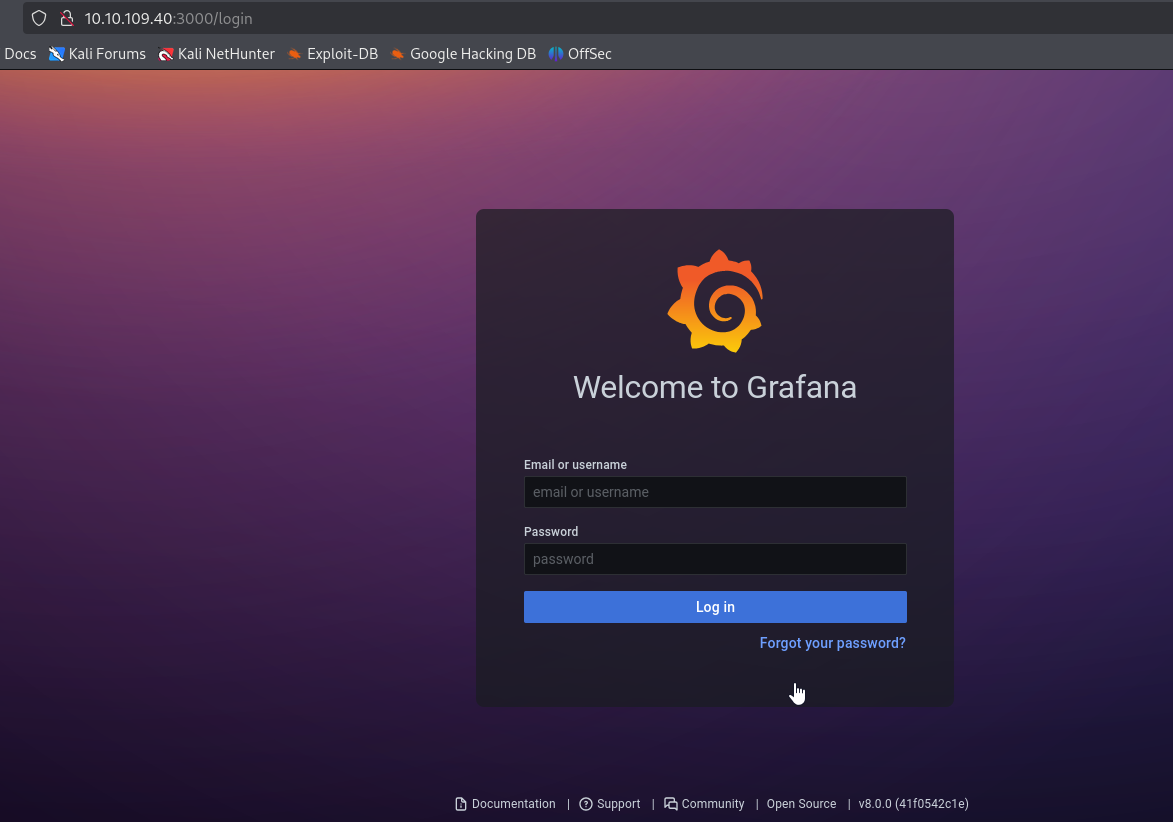 10.10.109.40:3000/login
Docs Kali Forums Kali NetHunter Exploit-DB Google Hacking DB OffSec
Welcome to Grafana
Email or username
email or username
Password
password
Log in
Forgot your password?
Documentation | Support | Community | Open Source | v8.0.0 (41f0542c1e)